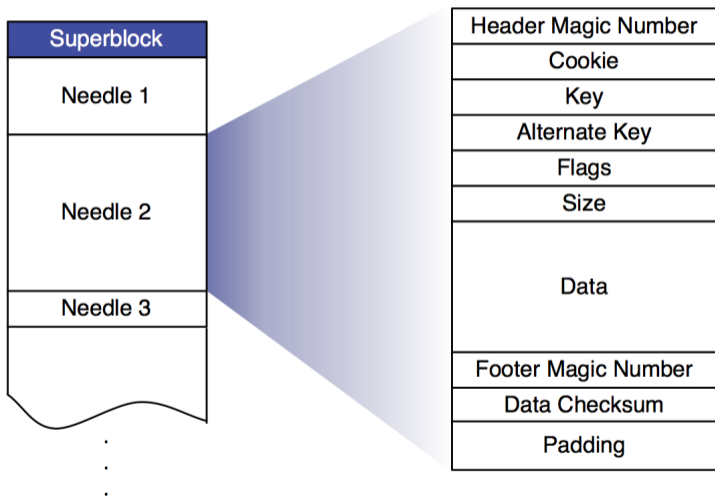 Superblock
Needle 1
Needle 2
Needle 3
.
.
.
Header Magic Number
Cookie
Key
Alternate Key
Flags
Size
Data
Footer Magic Number
Data Checksum
Padding